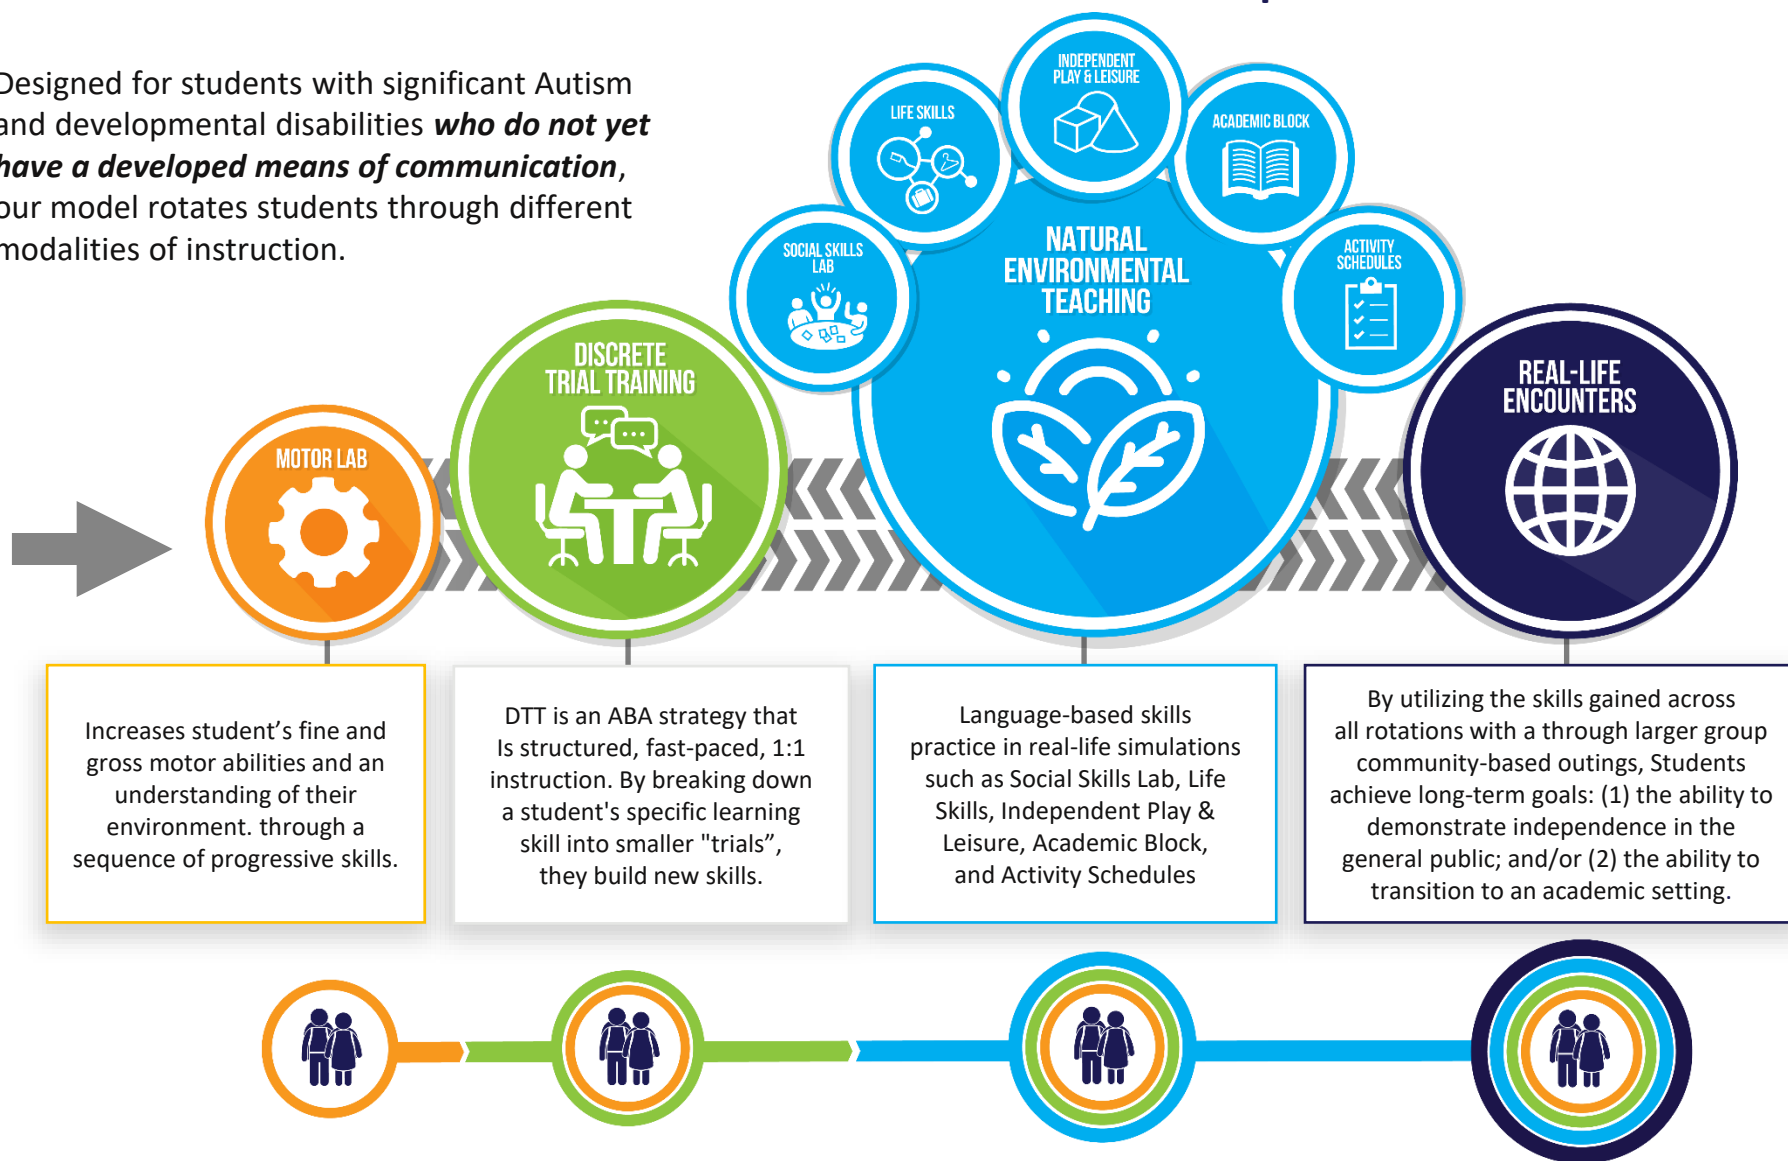 Designed for students with significant Autism
and developmental disabilities who do not yet
have a developed means of communication,
our model rotates students through different
modalities of instruction.
INDEPENDENT
PLAY & LEISURE
LIFE SKILLS
ACADEMIC BLOCK
SOCIAL SKILLS
LAB
ACTIVITY
SCHEDULES
NATURAL
ENVIRONMENTAL
TEACHING
DISCRETE
TRIAL TRAINING
REAL-LIFE
ENCOUNTERS
MOTOR LAB
Increases student’s fine and
gross motor abilities and an
understanding of their
environment. through a
sequence of progressive skills.
DTT is an ABA strategy that
Is structured, fast-paced, 1:1
instruction. By breaking down
a student's specific learning
skill into smaller "trials”,
they build new skills.
Language-based skills
practice in real-life simulations
such as Social Skills Lab, Life
Skills, Independent Play &
Leisure, Academic Block,
and Activity Schedules
By utilizing the skills gained across
all rotations with a through larger group
community-based outings, Students
achieve long-term goals: (1) the ability to
demonstrate independence in the
general public; and/or (2) the ability to
transition to an academic setting.